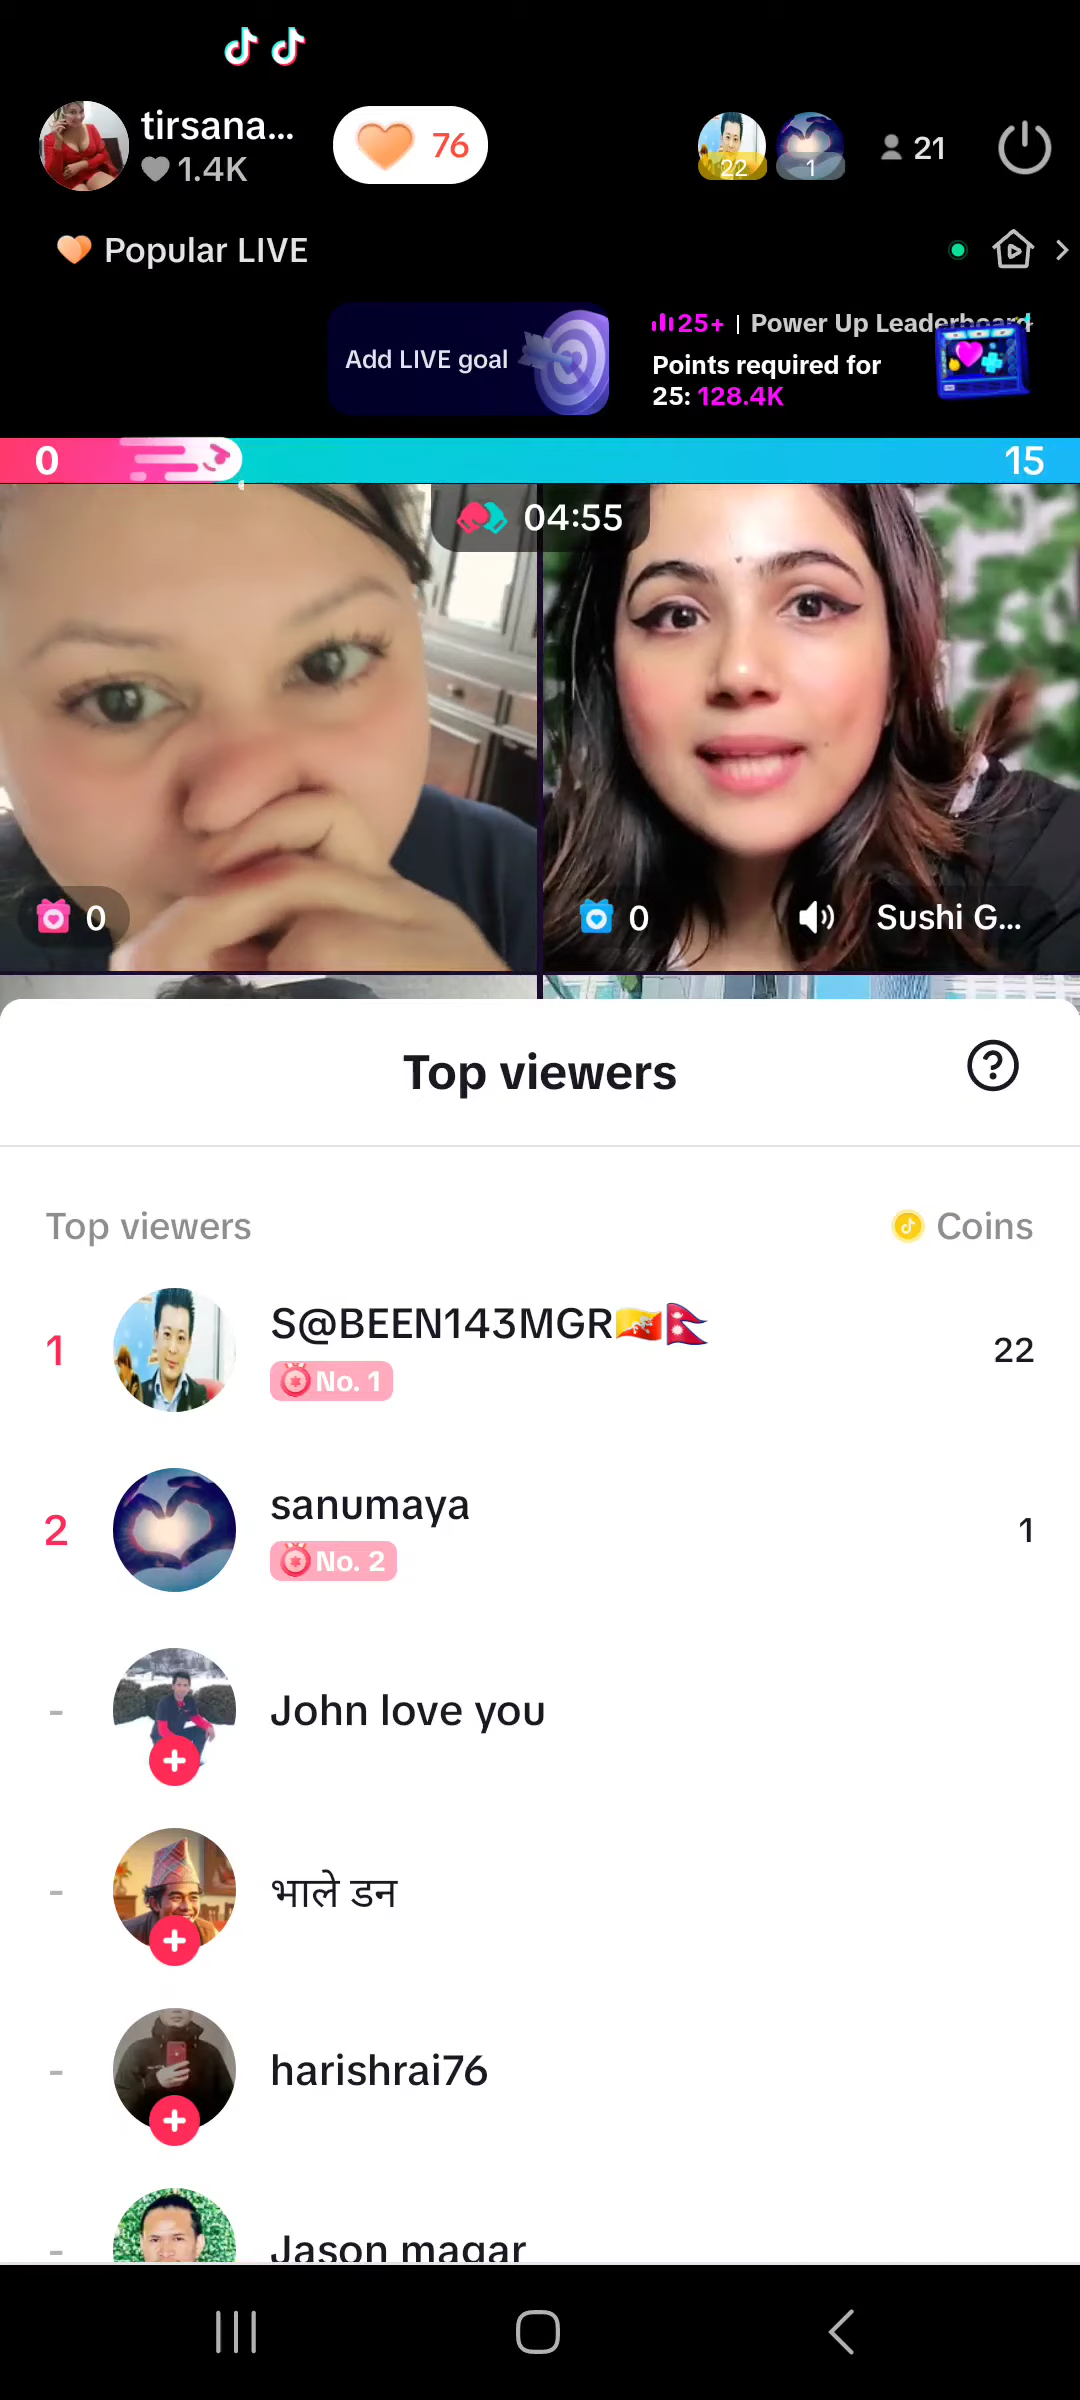 tirsana...
1.4K
76
22
1
21
Popular LIVE
Add LIVE goal
25+ | Power Up Leaderboard
Points required for
25: 128.4K
0
15
04:55
0
0
Sushi G...
Top viewers
Top viewers
Coins
1
S@BEEN143MGR
No. 1
22
2
sanumaya
No. 2
1
- John love you
- भाले डन
- harishrai76
- Jason magar